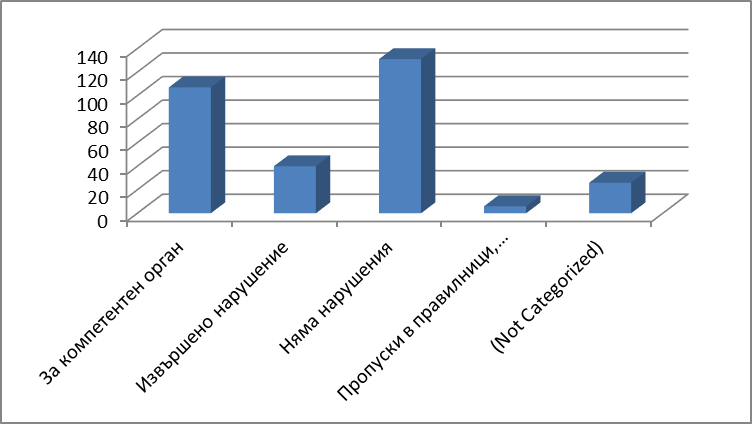 140
120
100
80
60
40
20
0
За компетентен орган
Извършено нарушение
Няма нарушения
Пропуски в правилници,...
(Not Categorized)